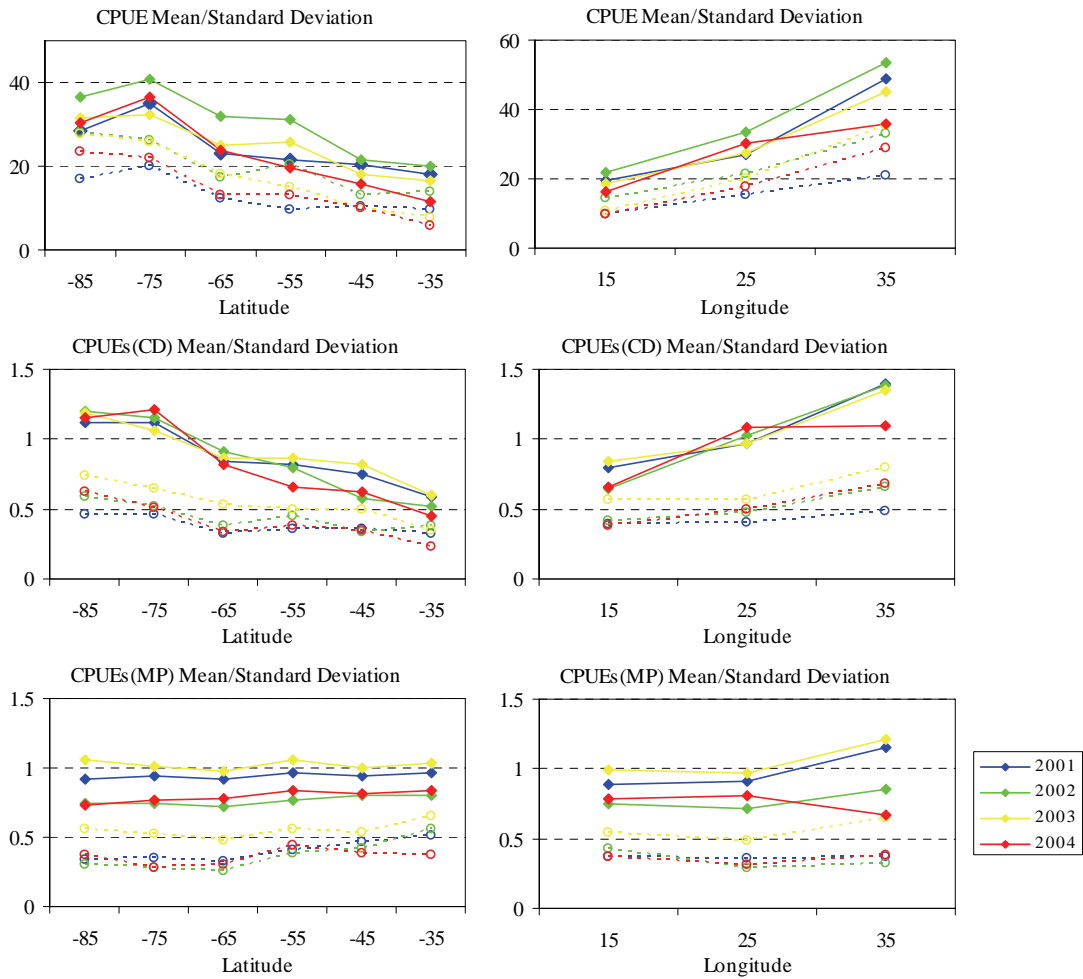 CPUE Mean/Standard Deviation
40
20
0
-85 -75 -65 -55 -45 -35
Latitude
CPUE Mean/Standard Deviation
60
40
20
0
15 25 35
Longitude
CPUEs(CD) Mean/Standard Deviation
1.5
1
0.5
0
-85 -75 -65 -55 -45 -35
Latitude
CPUEs(CD) Mean/Standard Deviation
1.5
1
0.5
0
15 25 35
Longitude
CPUEs(MP) Mean/Standard Deviation
1.5
1
0.5
0
-85 -75 -65 -55 -45 -35
Latitude
CPUEs(MP) Mean/Standard Deviation
1.5
1
0.5
0
15 25 35
Longitude
2001
2002
2003
2004